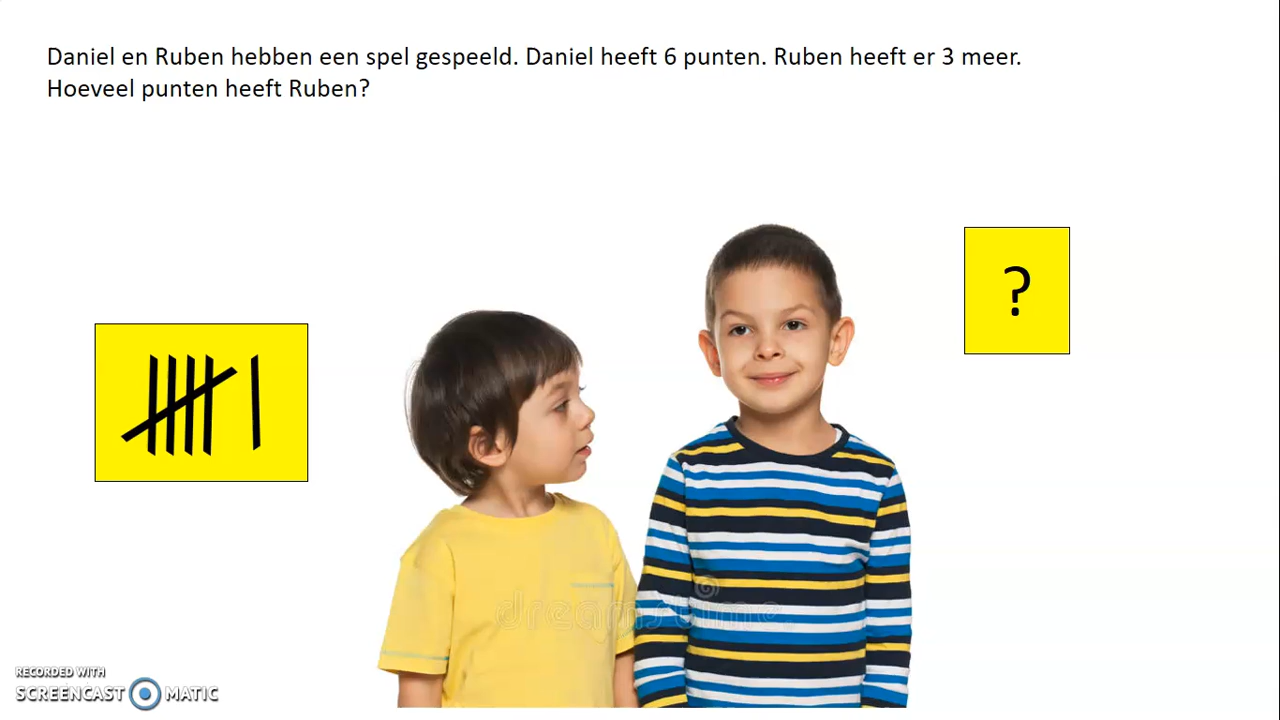 Daniel en Ruben hebben een spel gespeeld. Daniel heeft 6 punten. Ruben heeft er 3 meer.
Hoeveel punten heeft Ruben?
?
dreamstime.
RECORDED WITH
SCREENCAST MATIC